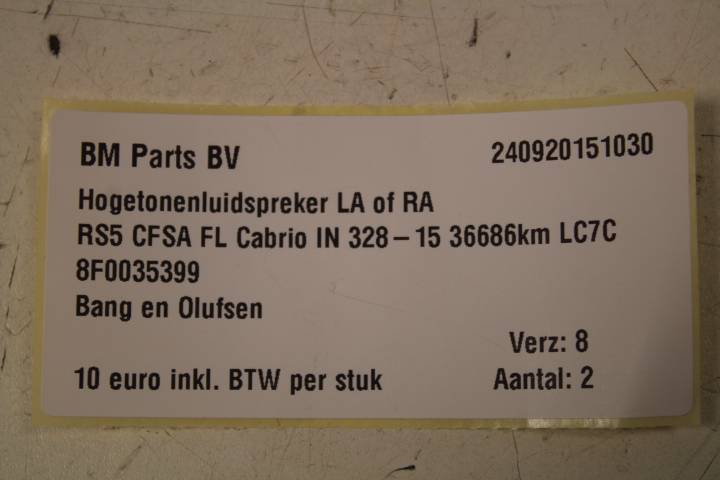 BM Parts BV 240920151030
Hogetonenluidspreker LA of RA
RS5 CFSA FL Cabrio IN 328-15 36686km LC7C
8F0035399
Bang en Olufsen
Verz: 8
10 euro inkl. BTW per stuk Aantal: 2